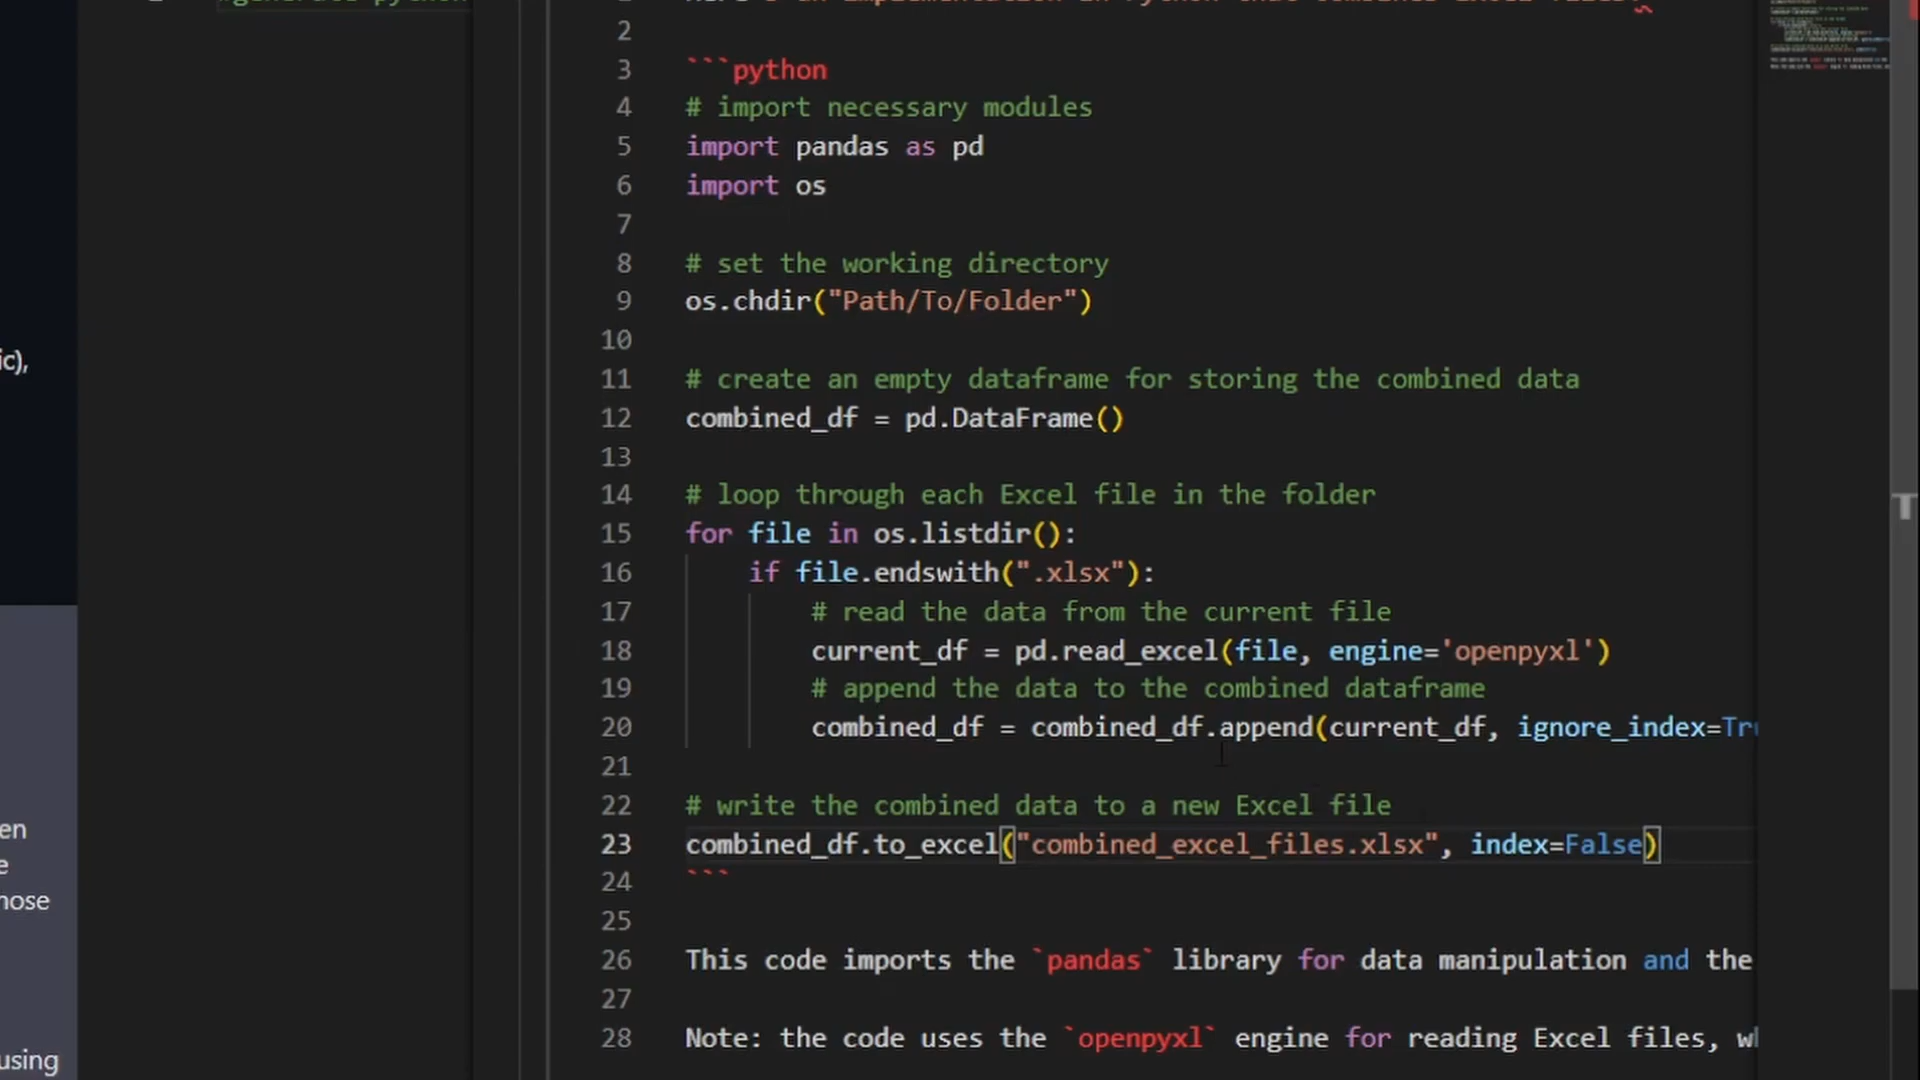 2
3 ```python
4 # import necessary modules
5 import pandas as pd
6 import os
7
8 # set the working directory
9 os.chdir("Path/To/Folder")
10
11 # create an empty dataframe for storing the combined data
12 combined_df = pd.DataFrame()
13
14 # loop through each Excel file in the folder
15 for file in os.listdir():
16 if file.endswith(".xlsx"):
17 # read the data from the current file
18 current_df = pd.read_excel(file, engine='openpyxl')
19 # append the data to the combined dataframe
20 combined_df = combined_df.append(current_df, ignore_index=Tru
21
22 # write the combined data to a new Excel file
23 combined_df.to_excel("combined_excel_files.xlsx", index=False)
24 ```
25
26 This code imports the `pandas` library for data manipulation and the
27
28 Note: the code uses the `openpyxl` engine for reading Excel files, wh
ic),
en
e
hose
using